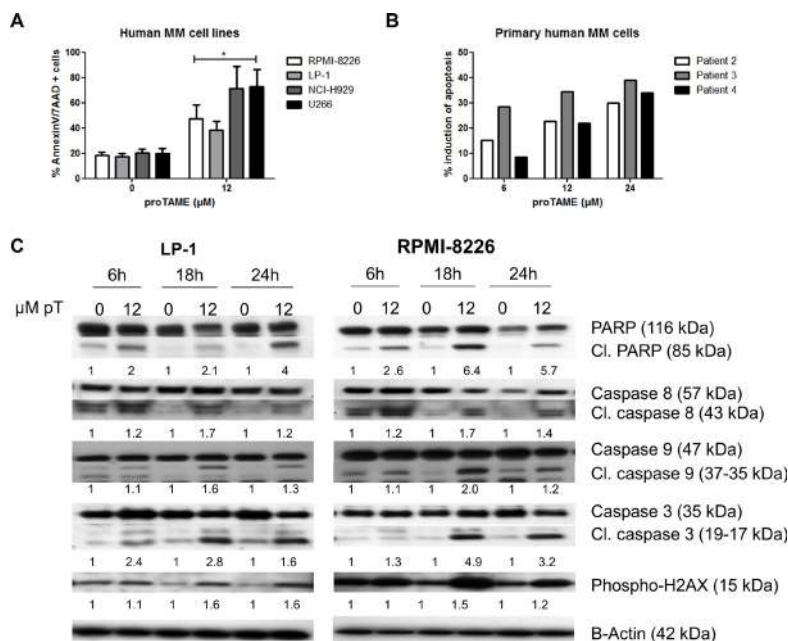 A
Human MM cell lines
% AnnexinV/7AAD + cells
100
80
60
40
20
0
*
RPMI-8226
LP-1
NCI-H929
U266
0
12
proTAME (µM)
B
Primary human MM cells
% induction of apoptosis
50
40
30
20
10
0
Patient 2
Patient 3
Patient 4
6
12
24
proTAME (µM)
C
LP-1
RPMI-8226
6h 18h 24h 6h 18h 24h
µM pT 0 12 0 12 0 12 0 12 0 12 0 12
PARP (116 kDa)
Cl. PARP (85 kDa)
1 2 1 2.1 1 4 1 2.6 1 6.4 1 5.7
Caspase 8 (57 kDa)
Cl. caspase 8 (43 kDa)
1 1.2 1 1.7 1 1.2 1 1.2 1 1.7 1 1.4
Caspase 9 (47 kDa)
Cl. caspase 9 (37-35 kDa)
1 1.1 1 1.6 1 1.3 1 1.1 1 2.0 1 1.2
Caspase 3 (35 kDa)
Cl. caspase 3 (19-17 kDa)
1 2.4 1 2.8 1 1.6 1 1.3 1 4.9 1 3.2
Phospho-H2AX (15 kDa)
1 1.1 1 1.6 1 1.6 1 1 1 1.5 1 1.2
B-Actin (42 kDa)